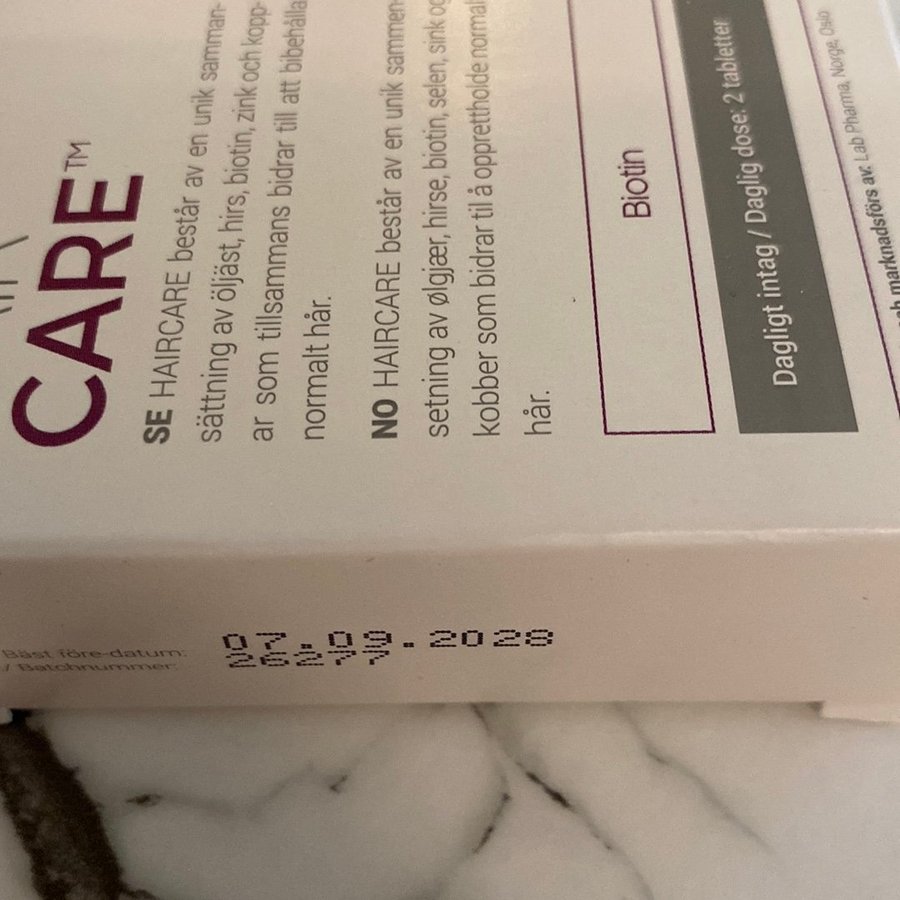 CARE™
SE HAIRCARE består av en unik samman-
sättning av öljäst, hirs, biotin, zink och kopp-
ar som tillsammans bidrar till att bibehålla
normalt hår.
NO HAIRCARE består av en unik sammen-
setning av ølgjær, hirse, biotin, selen, sink og
kobber som bidrar til å opprettholde normalt
hår.
Biotin
Dagligt intag / Daglig dose: 2 tabletter
och marknadsförs av: Lab Pharma, Norge, Oslo
Bäst före-datum:
/ Batchnummer:
07.09.2028
26277